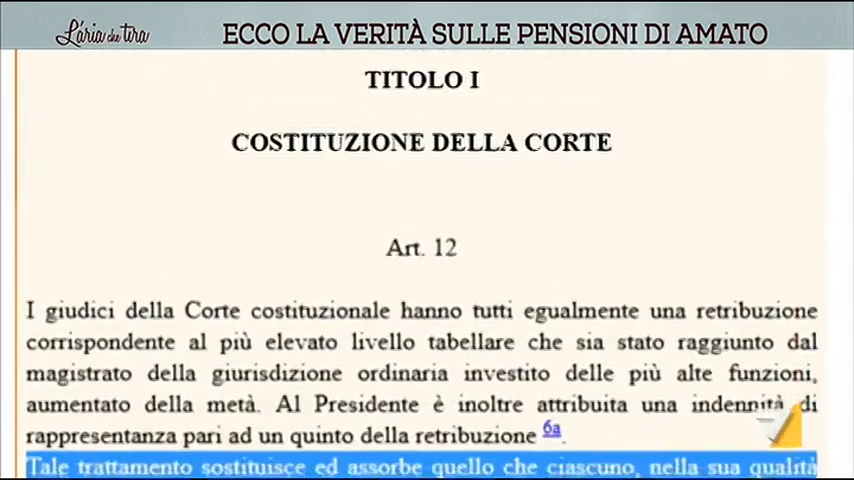 L'aria che tira
ECCO LA VERITÀ SULLE PENSIONI DI AMATO
TITOLO I
COSTITUZIONE DELLA CORTE
Art. 12
I giudici della Corte costituzionale hanno tutti egualmente una retribuzione
corrispondente al più elevato livello tabellare che sia stato raggiunto dal
magistrato della giurisdizione ordinaria investito delle più alte funzioni,
aumentato della metà. Al Presidente è inoltre attribuita una indennità di
rappresentanza pari ad un quinto della retribuzione 6a.
Tale trattamento sostituisce ed assorbe quello che ciascuno, nella sua qualità